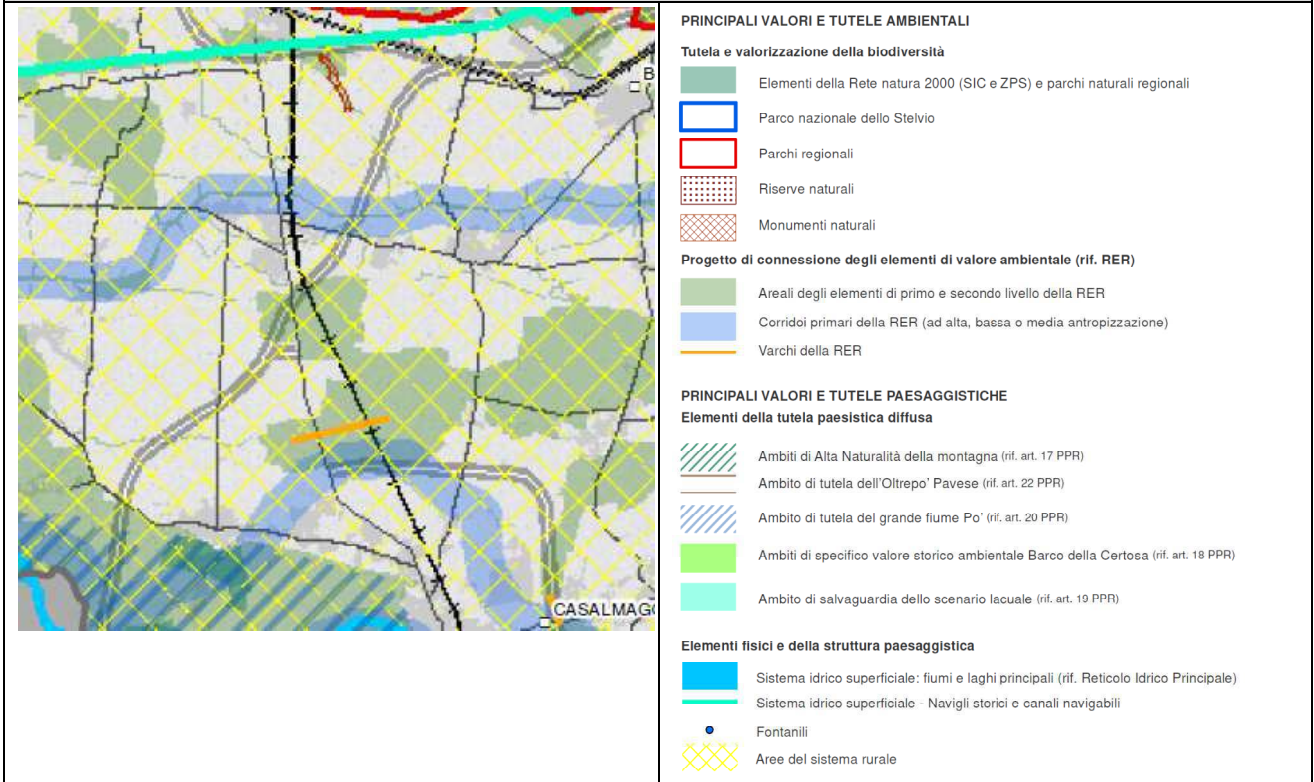 B
CASALMAGG
PRINCIPALI VALORI E TUTELE AMBIENTALI
Tutela e valorizzazione della biodiversità
Elementi della Rete natura 2000 (SIC e ZPS) e parchi naturali regionali
Parco nazionale dello Stelvio
Parchi regionali
Riserve naturali
Monumenti naturali
Progetto di connessione degli elementi di valore ambientale (rif. RER)
Areali degli elementi di primo e secondo livello della RER
Corridoi primari della RER (ad alta, bassa o media antropizzazione)
Varchi della RER
PRINCIPALI VALORI E TUTELE PAESAGGISTICHE
Elementi della tutela paesistica diffusa
Ambiti di Alta Naturalità della montagna (rif. art. 17 PPR)
Ambito di tutela dell'Oltrepo' Pavese (rif. art. 22 PPR)
Ambito di tutela del grande fiume Po' (rif. art. 20 PPR)
Ambiti di specifico valore storico ambientale Barco della Certosa (rif. art. 18 PPR)
Ambito di salvaguardia dello scenario lacuale (rif. art. 19 PPR)
Elementi fisici e della struttura paesaggistica
Sistema idrico superficiale: fiumi e laghi principali (rif. Reticolo Idrico Principale)
Sistema idrico superficiale - Navigli storici e canali navigabili
Fontanili
Aree del sistema rurale